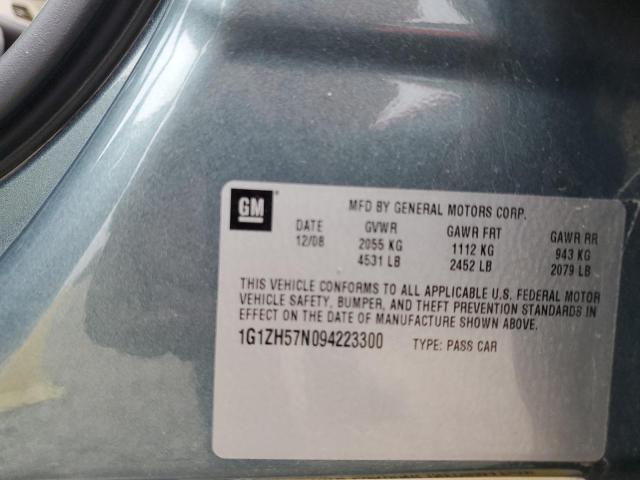 GM
MFD BY GENERAL MOTORS CORP.
DATE GVWR GAWR FRT GAWR RR
12/08 2055 KG 1112 KG 943 KG
4531 LB 2452 LB 2079 LB
THIS VEHICLE CONFORMS TO ALL APPLICABLE U.S. FEDERAL MOTOR
VEHICLE SAFETY, BUMPER, AND THEFT PREVENTION STANDARDS IN
EFFECT ON THE DATE OF MANUFACTURE SHOWN ABOVE.
1G1ZH57N094223300 TYPE: PASS CAR